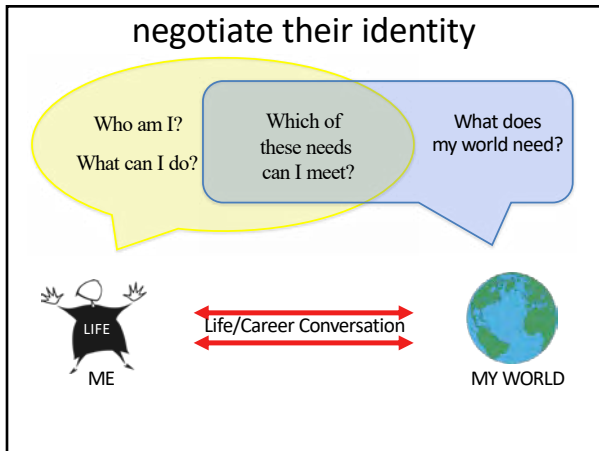 negotiate their identity
Who am I?
What can I do?
Which of
these needs
can I meet?
What does
my world need?
LIFE
Life/Career Conversation
ME
MY WORLD